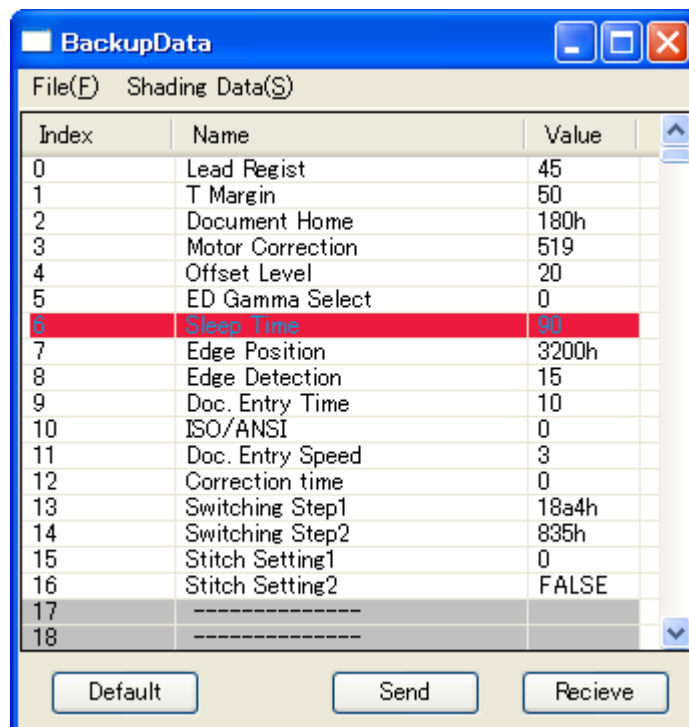 BackupData
File(F) Shading Data(S)
Index Name Value
0 Lead Regist 45
1 T Margin 50
2 Document Home 180h
3 Motor Correction 519
4 Offset Level 20
5 ED Gamma Select 0
6 Sleep Time 90
7 Edge Position 3200h
8 Edge Detection 15
9 Doc. Entry Time 10
10 ISO/ANSI 0
11 Doc. Entry Speed 3
12 Correction time 0
13 Switching Step1 18a4h
14 Switching Step2 835h
15 Stitch Setting1 0
16 Stitch Setting2 FALSE
17 --------------
18 --------------
Default Send Recieve